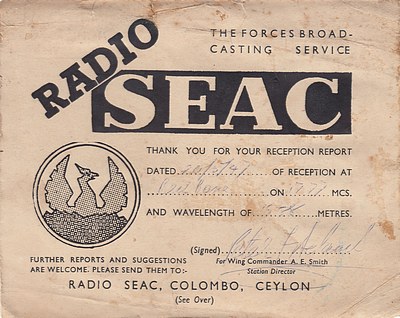 RADIO
THE FORCES BROAD-
CASTING SERVICE
SEAC
THANK YOU FOR YOUR RECEPTION REPORT
DATED OF RECEPTION AT
ON 17.77 MCS.
AND WAVELENGTH OF METRES.
(Signed)
For Wing Commander A. E. Smith
Station Director
FURTHER REPORTS AND SUGGESTIONS
ARE WELCOME. PLEASE SEND THEM TO:-
RADIO SEAC, COLOMBO, CEYLON
(See Over)